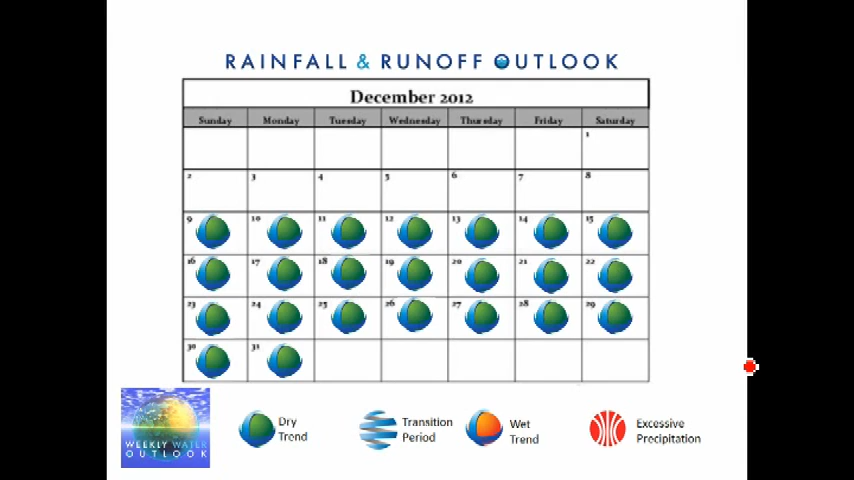 RAINFALL & RUNOFF OUTLOOK
December 2012
Sunday Monday Tuesday Wednesday Thursday Friday Saturday
1
2 3 4 5 6 7 8
9 10 11 12 13 14 15
16 17 18 19 20 21 22
23 24 25 26 27 28 29
30 31
WEEKLY WATER
OUTLOOK
Dry
Trend
Transition
Period
Wet
Trend
Excessive
Precipitation